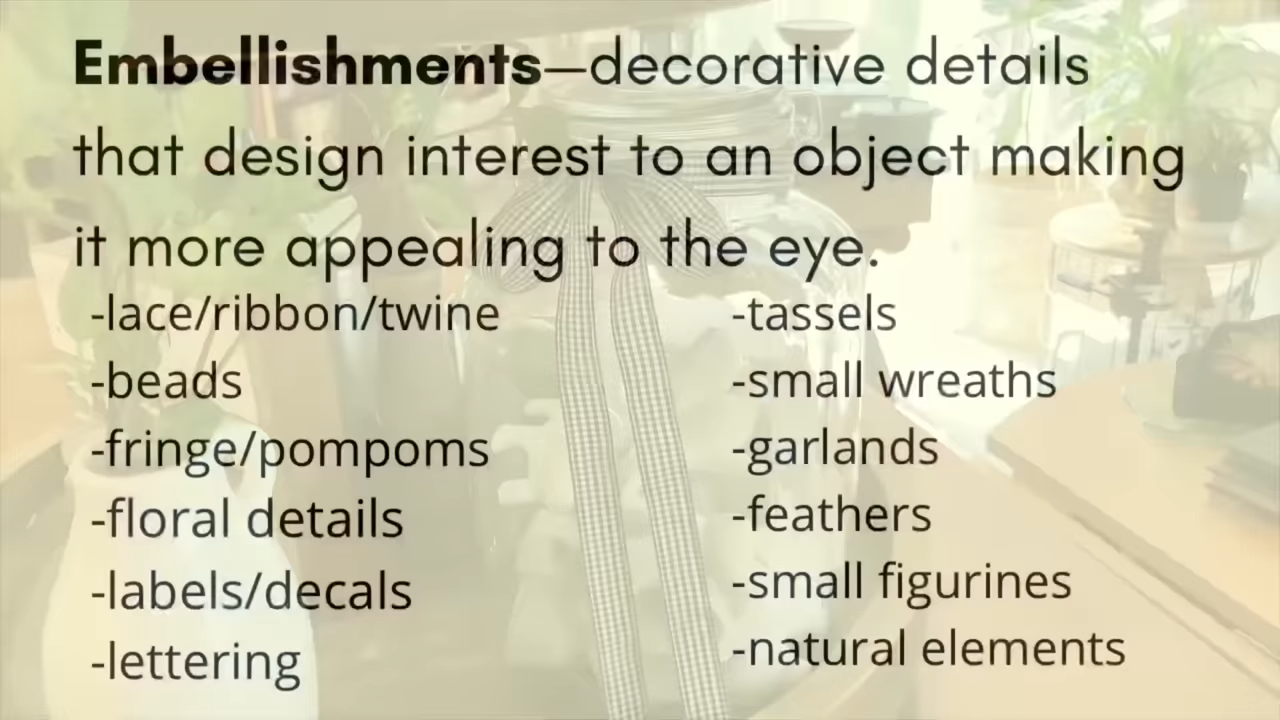 Embellishments—decorative details
that design interest to an object making
it more appealing to the eye.
-lace/ribbon/twine
-beads
-fringe/pompoms
-floral details
-labels/decals
-lettering
-tassels
-small wreaths
-garlands
-feathers
-small figurines
-natural elements